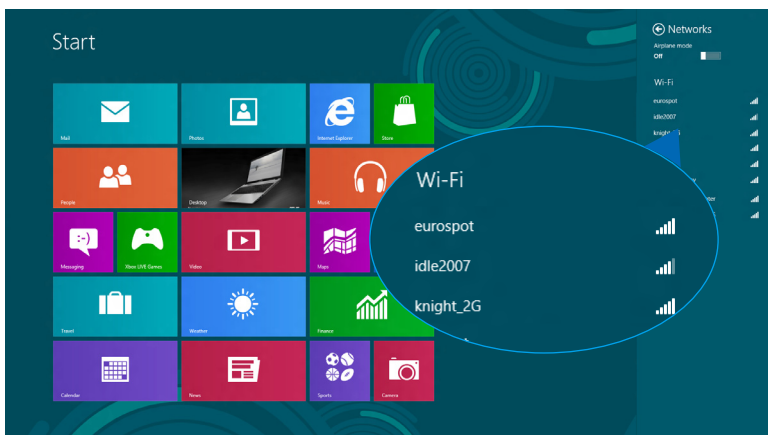 Start
Networks
Airplane mode
Off
Wi-Fi
eurospot
idle2007
Mail
Photos
Internet Explorer
Store
People
Desktop
Music
Messaging
Xbox LIVE Games
Video
Maps
Travel
Weather
Finance
Calendar
News
Sports
Camera
Wi-Fi
eurospot
idle2007
knight_2G